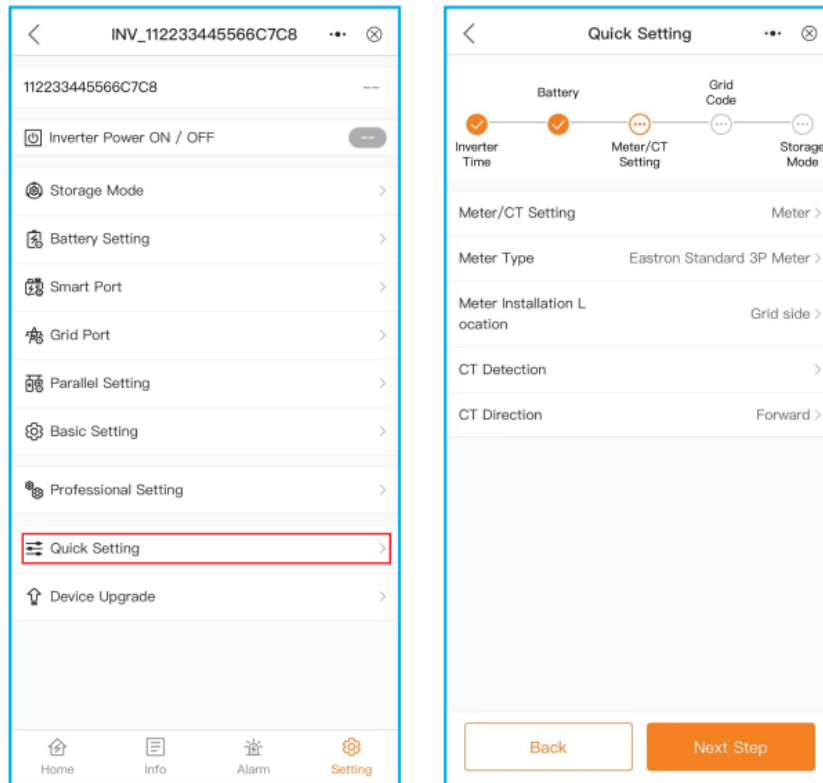 INV_112233445566C7C8
112233445566C7C8 --
Inverter Power ON / OFF --
Storage Mode
Battery Setting
Smart Port
Grid Port
Parallel Setting
Basic Setting
Professional Setting
Quick Setting
Device Upgrade
Home Info Alarm Setting
Quick Setting
Battery Grid
Code
Inverter Meter/CT Storage
Time Setting Mode
Meter/CT Setting Meter
Meter Type Eastron Standard 3P Meter
Meter Installation L
ocation Grid side
CT Detection
CT Direction Forward
Back Next Step